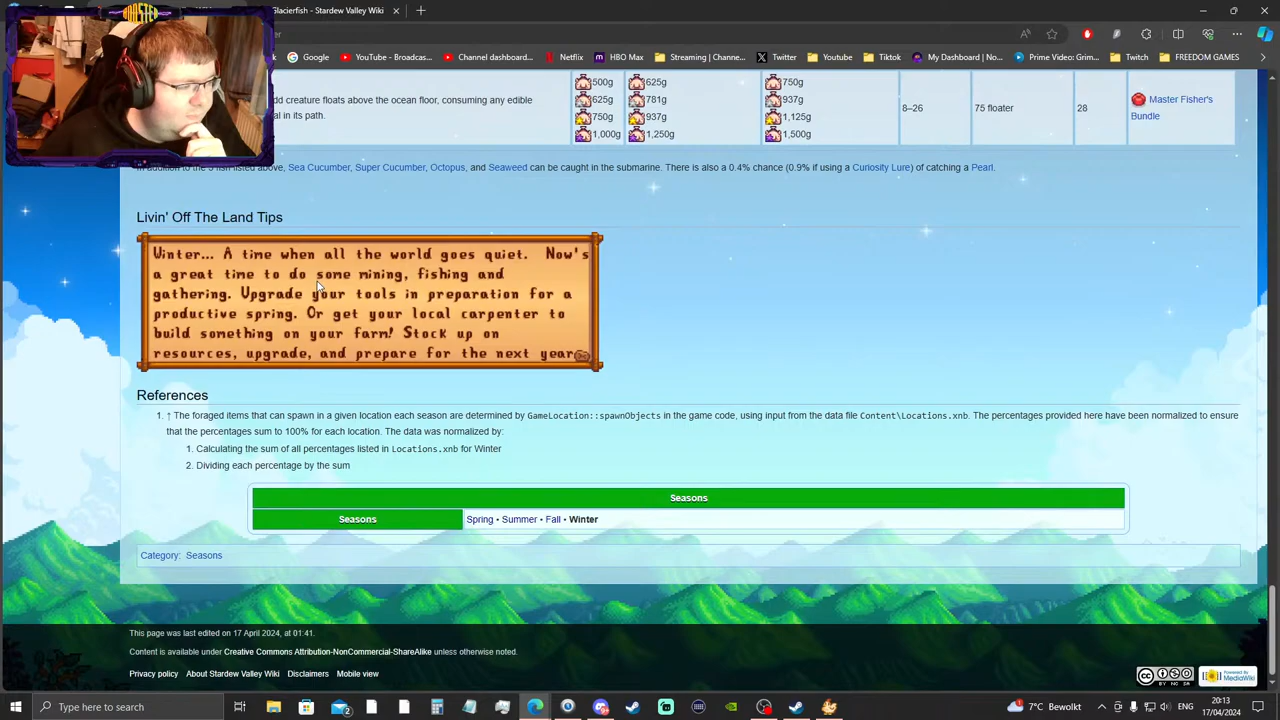 Glacierfish - Stardew Valley Wiki
Google
YouTube - Broadcas...
Channel dashboard...
Netflix
HBO Max
Streaming | Channe...
Twitter
Youtube
Tiktok
My Dashboard | No...
Prime Video: Grim...
Twitch
FREEDOM GAMES
dd creature floats above the ocean floor, consuming any edible
al in its path.
500g 625g 750g
625g 781g 937g
750g 937g 1,125g
1,000g 1,250g 1,500g
8–26
75 floater
28
Master Fisher's
Bundle
In addition to the 3 fish listed above, Sea Cucumber, Super Cucumber, Octopus, and Seaweed can be caught in the submarine. There is also a 0.4% chance (0.9% if using a Curiosity Lure) of catching a Pearl.
Livin' Off The Land Tips
Winter... A time when all the world goes quiet. Now's
a great time to do some mining, fishing and
gathering. Upgrade your tools in preparation for a
productive spring. Or get your local carpenter to
build something on your farm! Stock up on
resources, upgrade, and prepare for the next year
References
1. ↑ The foraged items that can spawn in a given location each season are determined by GameLocation::spawnObjects in the game code, using input from the data file Content\Locations.xnb. The percentages provided here have been normalized to ensure
that the percentages sum to 100% for each location. The data was normalized by:
1. Calculating the sum of all percentages listed in Locations.xnb for Winter
2. Dividing each percentage by the sum
Seasons
Seasons
Spring • Summer • Fall • Winter
Category: Seasons
This page was last edited on 17 April 2024, at 01:41.
Content is available under Creative Commons Attribution-NonCommercial-ShareAlike unless otherwise noted.
Privacy policy About Stardew Valley Wiki Disclaimers Mobile view
BY NC SA
Powered By
MediaWiki
Type here to search
7°C Bewolkt
20:13
17/04/2024